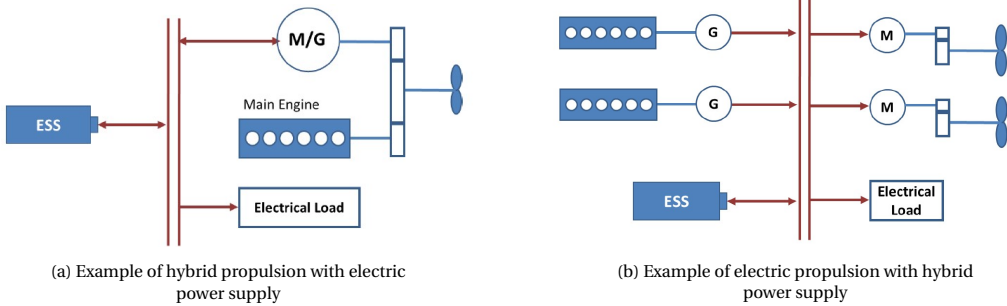 M/G
Main Engine
ESS
Electrical Load
(a) Example of hybrid propulsion with electric
power supply
G
M
G
M
ESS
Electrical
Load
(b) Example of electric propulsion with hybrid
power supply